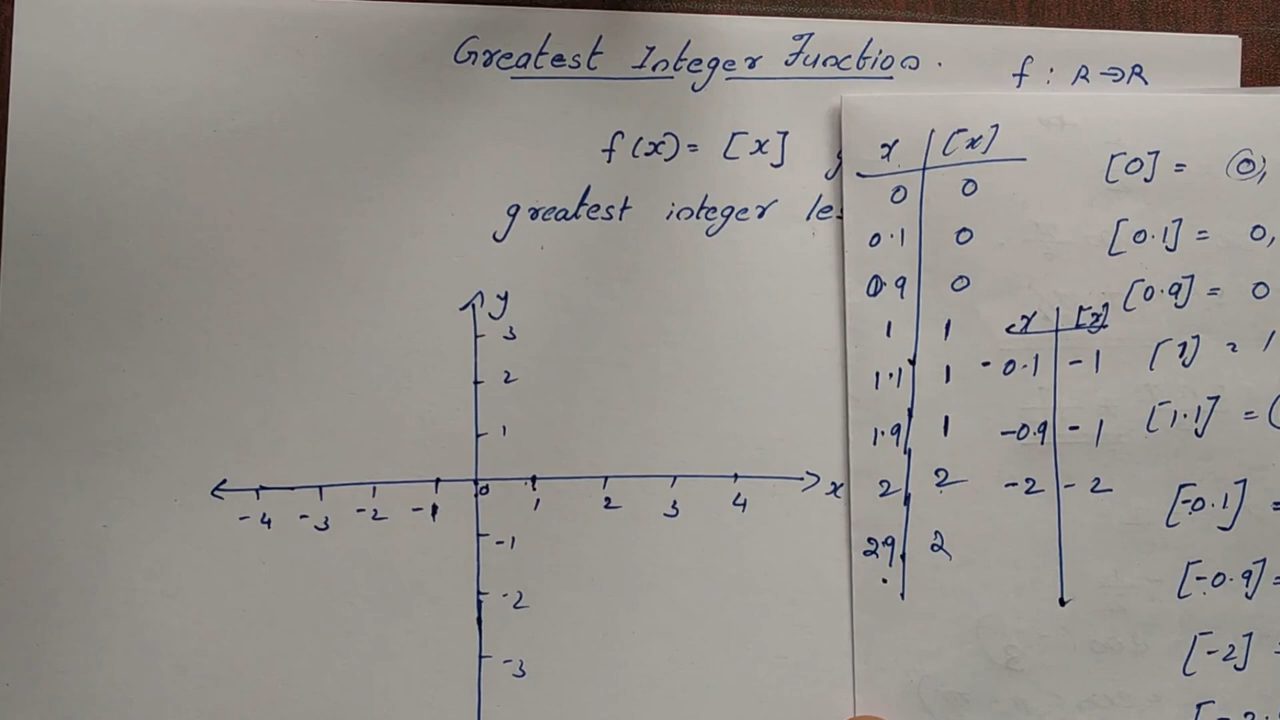 Greatest Integer Function.
f : R → R
f(x) = [x]
greatest integer
y
3
2
1
0 1 2 3 4 x
-4 -3 -2 -1
-1
-2
-3
x [x]
0 0
0.1 0
0.9 0
1 1
1.1 1
1.9 1
2 2
2.9 2
x [x]
-0.1 -1
-0.9 -1
-2 -2
[0] = 0,
[0.1] = 0,
[0.9] = 0
[1] = 1
[1.1] =
[-0.1] =
[-0.9] =
[-2] =